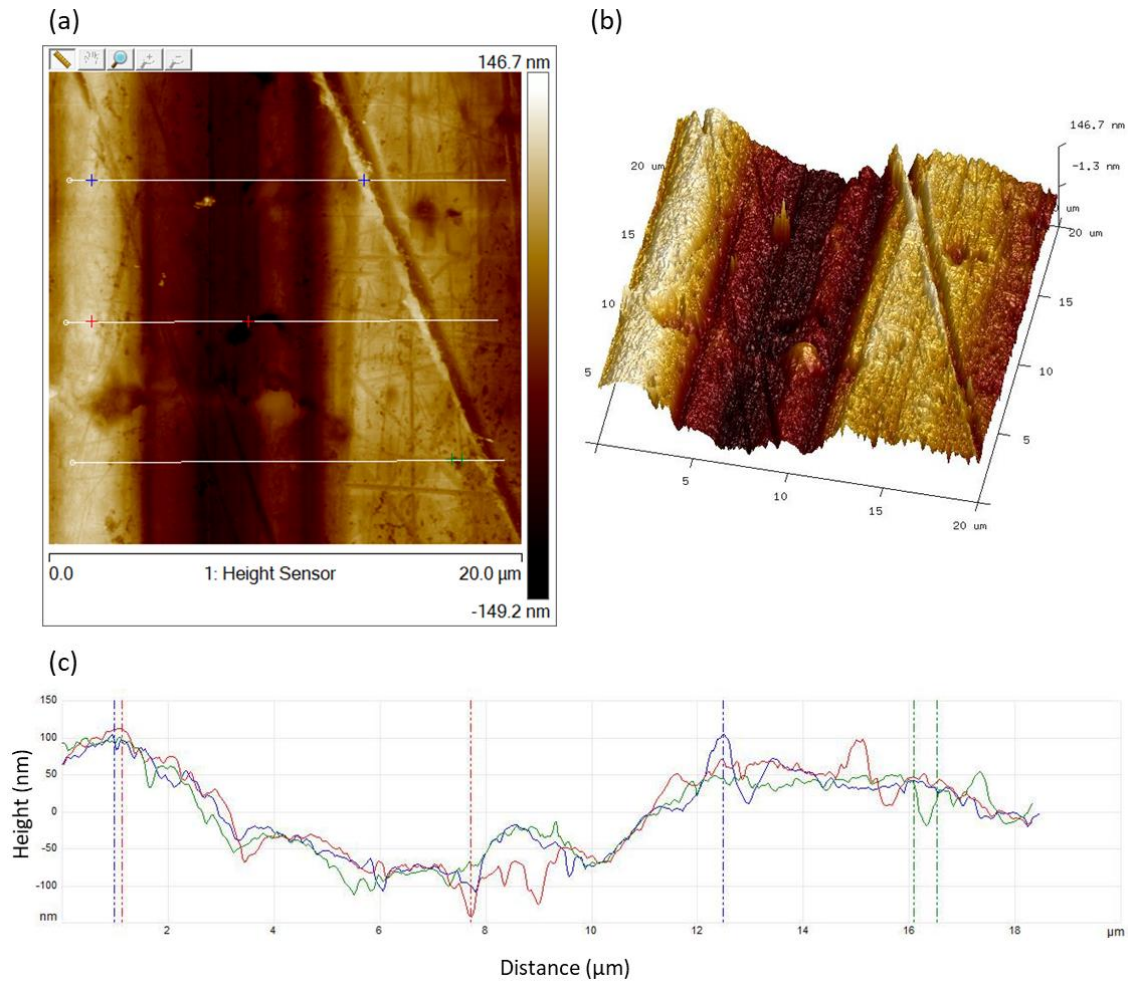 (a)
(b)
146.7 nm
0.0
1: Height Sensor
20.0 µm
-149.2 nm
146.7 nm
-1.3 nm
20 um
15
10
5
um
20 um
15
10
5
5
10
15
20 um
(c)
150
100
50
0
-50
-100
nm
Height (nm)
2
4
6
8
10
12
14
16
18
µm
Distance (µm)